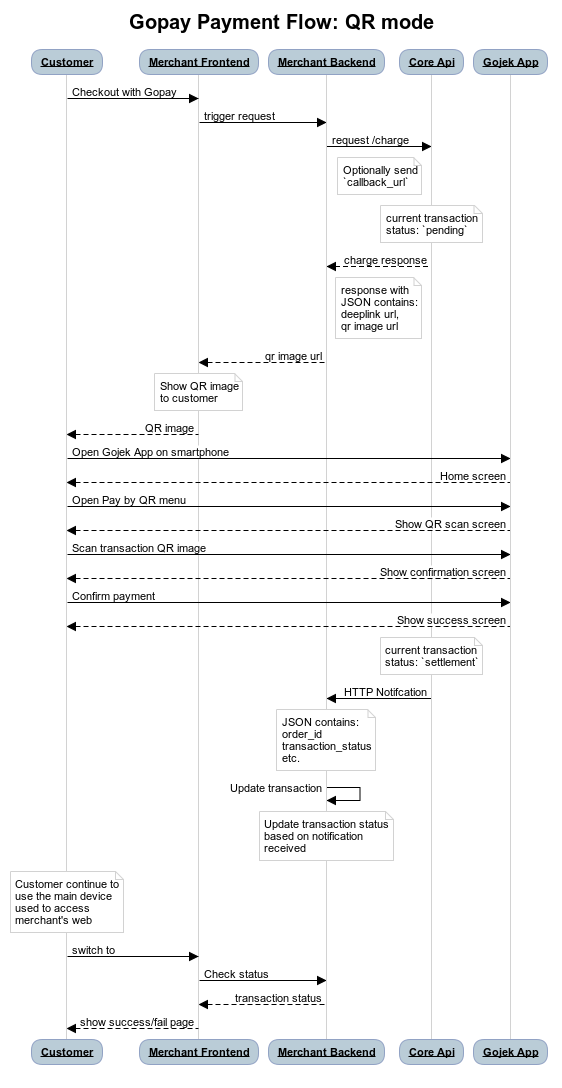 Gopay Payment Flow: QR mode
Customer
Merchant Frontend
Merchant Backend
Core Api
Gojek App
Checkout with Gopay
trigger request
request /charge
Optionally send
`callback_url`
current transaction
status: `pending`
charge response
response with
JSON contains:
deeplink url,
qr image url
qr image url
Show QR image
to customer
QR image
Open Gojek App on smartphone
Home screen
Open Pay by QR menu
Show QR scan screen
Scan transaction QR image
Show confirmation screen
Confirm payment
Show success screen
current transaction
status: `settlement`
HTTP Notifcation
JSON contains:
order_id
transaction_status
etc.
Update transaction
Update transaction status
based on notification
received
Customer continue to
use the main device
used to access
merchant's web
switch to
Check status
transaction status
show success/fail page
Customer
Merchant Frontend
Merchant Backend
Core Api
Gojek App